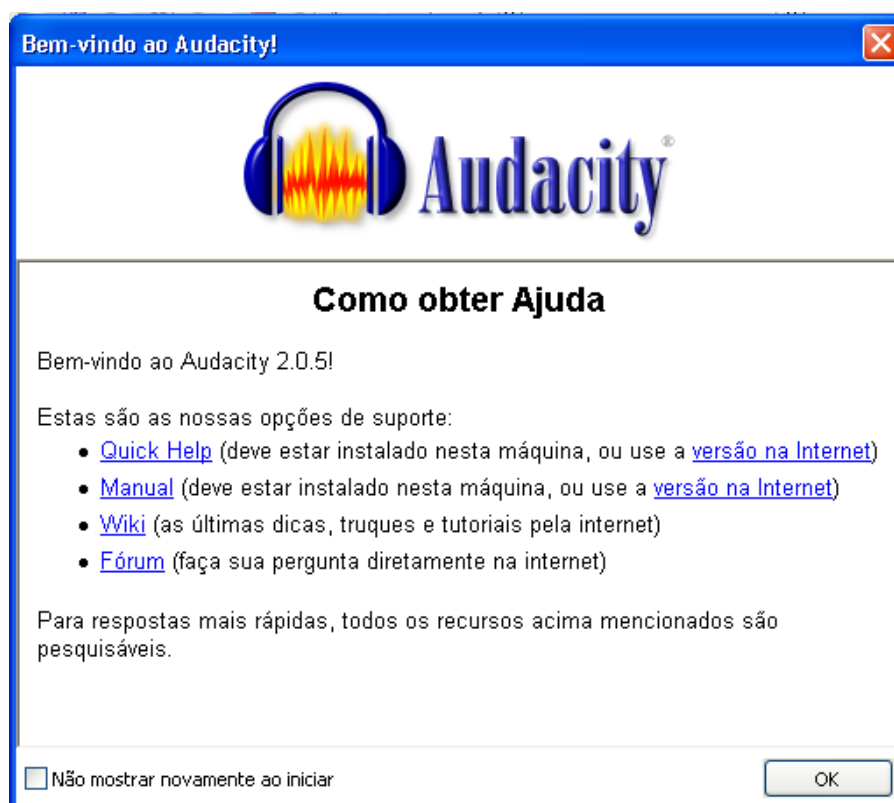 Bem-vindo ao Audacity!
Audacity®
Como obter Ajuda
Bem-vindo ao Audacity 2.0.5!
Estas são as nossas opções de suporte:
• Quick Help (deve estar instalado nesta máquina, ou use a versão na Internet)
• Manual (deve estar instalado nesta máquina, ou use a versão na Internet)
• Wiki (as últimas dicas, truques e tutoriais pela internet)
• Fórum (faça sua pergunta diretamente na internet)
Para respostas mais rápidas, todos os recursos acima mencionados são
pesquisáveis.
Não mostrar novamente ao iniciar
OK